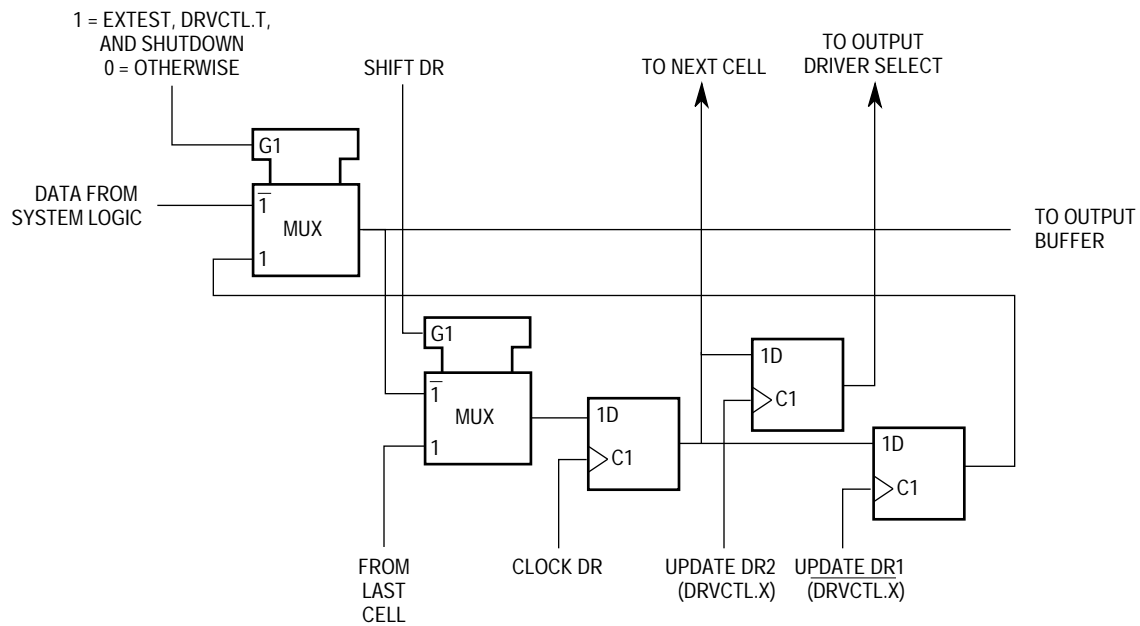 1 = EXTEST, DRVCTL.T,
AND SHUTDOWN
0 = OTHERWISE
SHIFT DR
TO NEXT CELL
TO OUTPUT
DRIVER SELECT
G1
DATA FROM
SYSTEM LOGIC
1̅
MUX
1
TO OUTPUT
BUFFER
G1
1̅
MUX
1
1D
C1
1D
C1
1D
C1
FROM
LAST
CELL
CLOCK DR
UPDATE DR2
(DRVCTL.X)
UPDATE DR1
(D̅R̅V̅C̅T̅L̅.̅X̅)